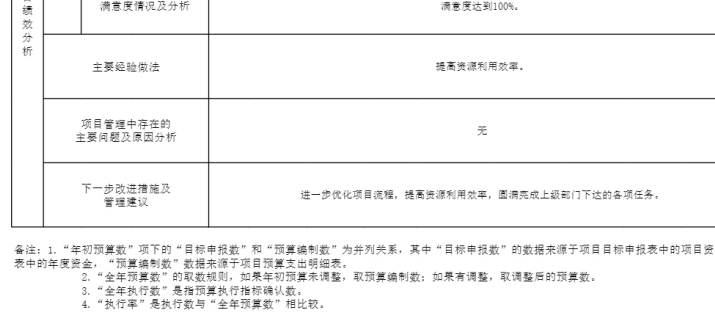 绩
效
分
析
满意度情况及分析
满意度达到100%。
主要经验做法
提高资源利用效率。
项目管理中存在的
主要问题及原因分析
无
下一步改进措施及
管理建议
进一步优化项目流程，提高资源利用效率，圆满完成上级部门下达的各项任务。
备注：1.“年初预算数”项下的“目标申报数”和“预算编制数”为并列关系，其中“目标申报数”的数据来源于项目目标申报表中的项目资
表中的年度资金，“预算编制数”数据来源于项目预算支出明细表。
2.“全年预算数”的取数规则，如果年初预算未调整，取预算编制数；如果有调整，取调整后的预算数。
3.“全年执行数”是指预算执行指标确认数。
4.“执行率”是执行数与“全年预算数”相比较。